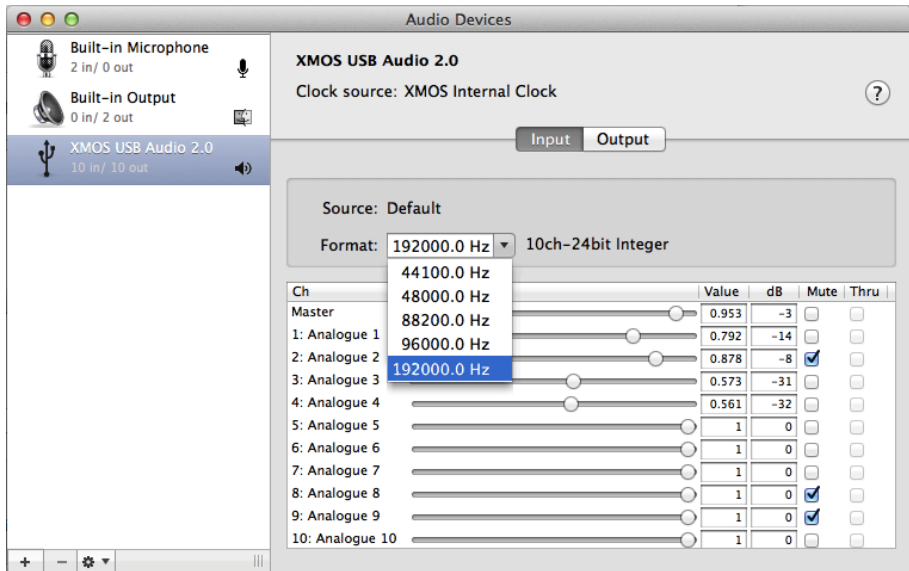 Audio Devices
Built-in Microphone
2 in/ 0 out
Built-in Output
0 in/ 2 out
XMOS USB Audio 2.0
10 in/ 10 out
XMOS USB Audio 2.0
Clock source: XMOS Internal Clock
?
Input Output
Source: Default
Format: 192000.0 Hz 10ch-24bit Integer
44100.0 Hz
48000.0 Hz
88200.0 Hz
96000.0 Hz
192000.0 Hz
Ch Value dB Mute Thru
Master 0.953 -3
1: Analogue 1 0.792 -14
2: Analogue 2 0.878 -8
3: Analogue 3 0.573 -31
4: Analogue 4 0.561 -32
5: Analogue 5 1 0
6: Analogue 6 1 0
7: Analogue 7 1 0
8: Analogue 8 1 0
9: Analogue 9 1 0
10: Analogue 10 1 0